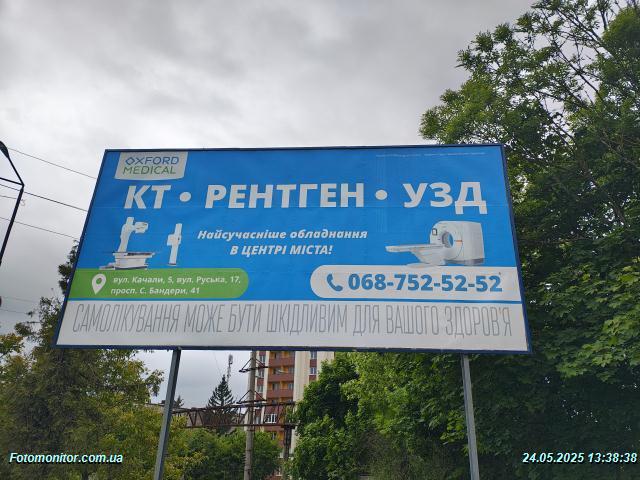 OXFORD
MEDICAL
КТ • РЕНТГЕН • УЗД
Найсучасніше обладнання
В ЦЕНТРІ МІСТА!
вул. Качали, 5, вул. Руська, 17,
просп. С. Бандери, 41
068-752-52-52
САМОЛІКУВАННЯ МОЖЕ БУТИ ШКІДЛИВИМ ДЛЯ ВАШОГО ЗДОРОВ'Я
Fotomonitor.com.ua
24.05.2025 13:38:38